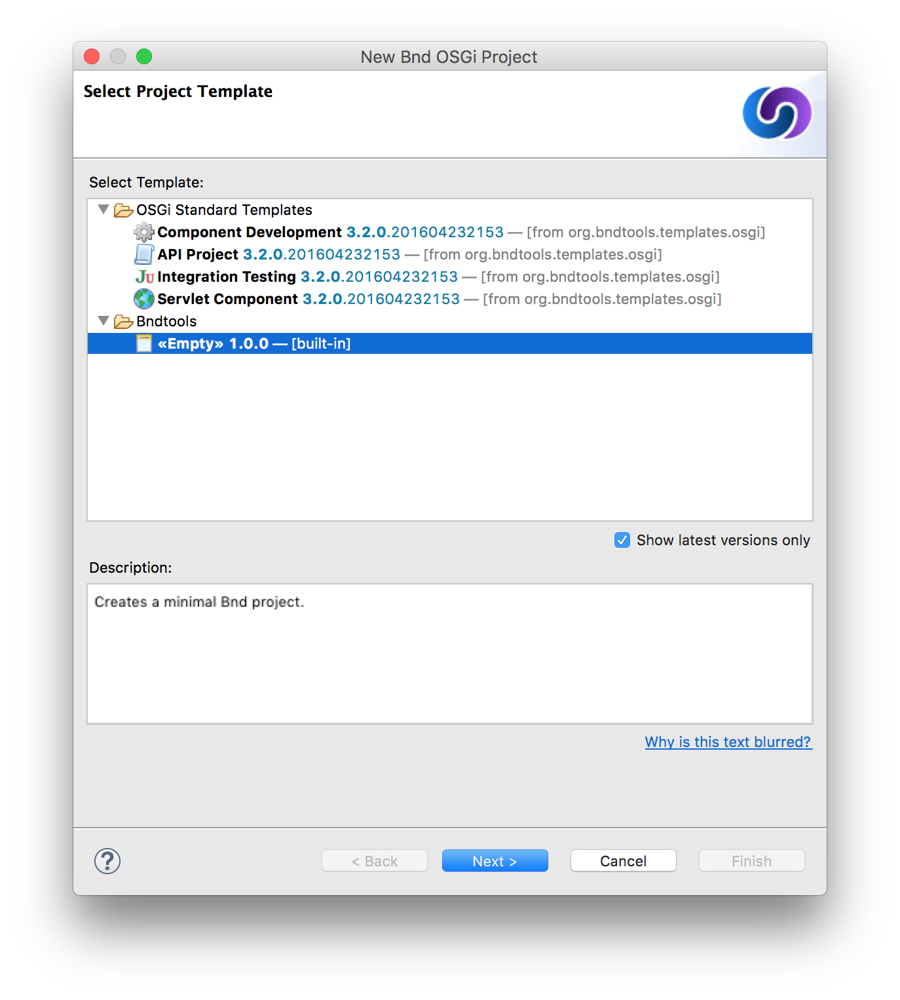 New Bnd OSGi Project
Select Project Template
Select Template:
OSGi Standard Templates
Component Development 3.2.0.201604232153 — [from org.bndtools.templates.osgi]
API Project 3.2.0.201604232153 — [from org.bndtools.templates.osgi]
Ju Integration Testing 3.2.0.201604232153 — [from org.bndtools.templates.osgi]
Servlet Component 3.2.0.201604232153 — [from org.bndtools.templates.osgi]
Bndtools
«Empty» 1.0.0 — [built-in]
Show latest versions only
Description:
Creates a minimal Bnd project.
Why is this text blurred?
? < Back Next > Cancel Finish